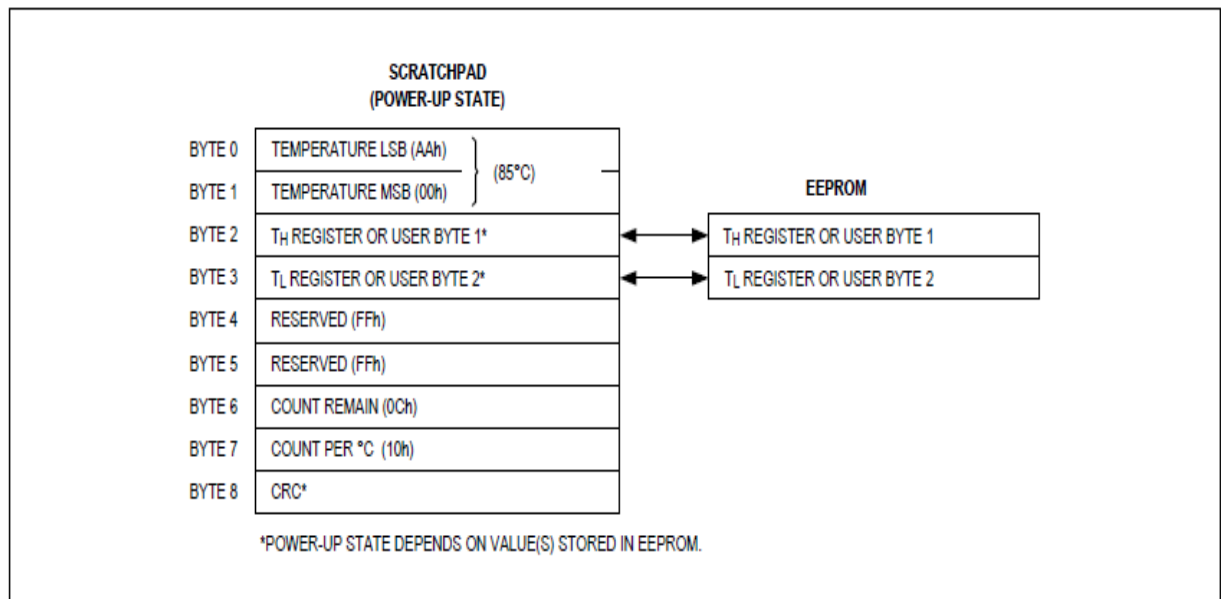 SCRATCHPAD
(POWER-UP STATE)
BYTE 0 TEMPERATURE LSB (AAh)
(85°C)
BYTE 1 TEMPERATURE MSB (00h)
EEPROM
BYTE 2 TH REGISTER OR USER BYTE 1* TH REGISTER OR USER BYTE 1
BYTE 3 TL REGISTER OR USER BYTE 2* TL REGISTER OR USER BYTE 2
BYTE 4 RESERVED (FFh)
BYTE 5 RESERVED (FFh)
BYTE 6 COUNT REMAIN (0Ch)
BYTE 7 COUNT PER °C (10h)
BYTE 8 CRC*
*POWER-UP STATE DEPENDS ON VALUE(S) STORED IN EEPROM.